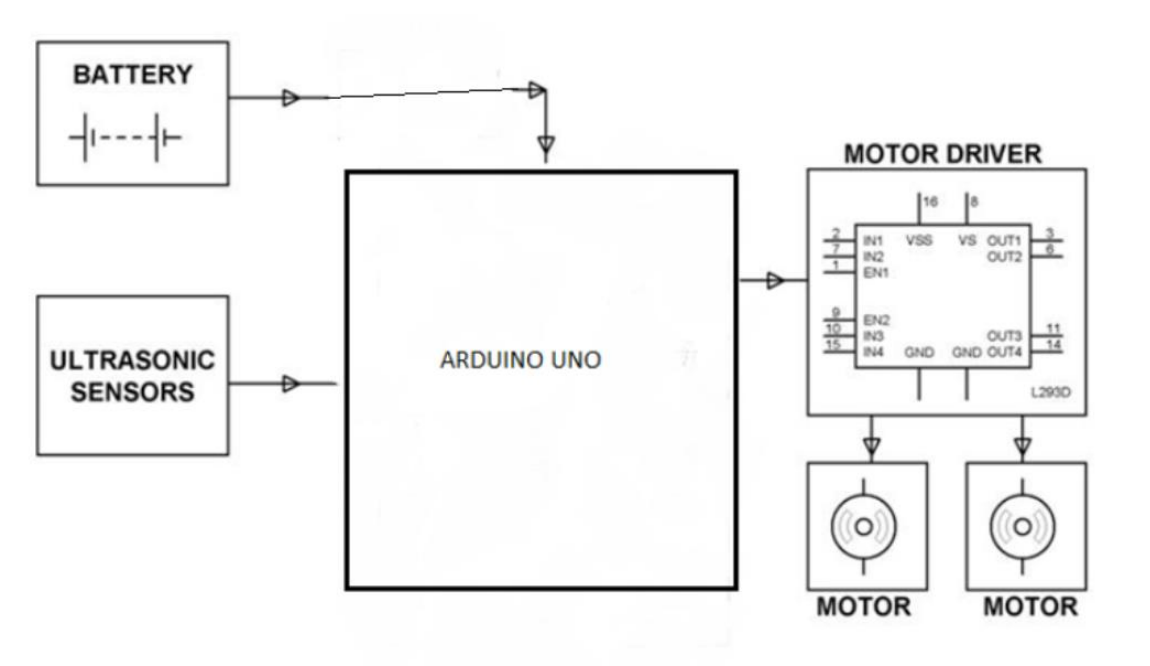 BATTERY
ULTRASONIC
SENSORS
ARDUINO UNO
MOTOR DRIVER
16 8
2 IN1 VSS VS OUT1 3
7 IN2 OUT2 6
1 EN1
9 EN2
10 IN3 OUT3 11
15 IN4 GND GND OUT4 14
L293D
MOTOR
MOTOR